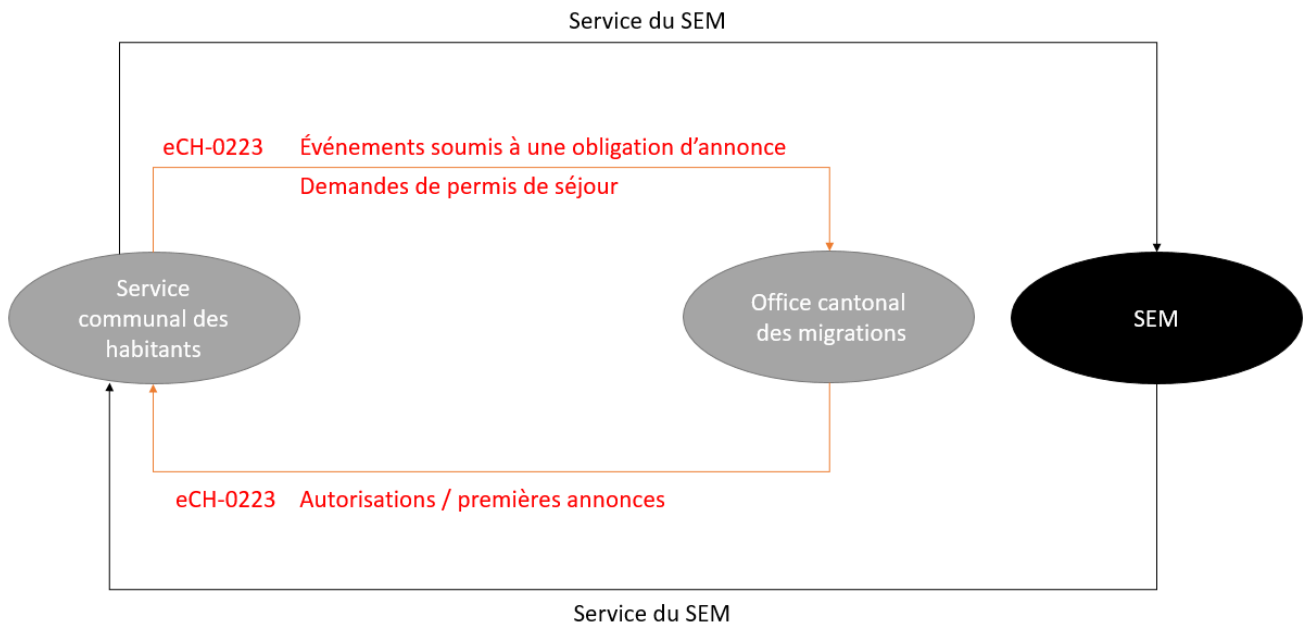 Service du SEM
eCH-0223 Événements soumis à une obligation d’annonce
Demandes de permis de séjour
Service
communal des
habitants
Office cantonal
des migrations
SEM
eCH-0223 Autorisations / premières annonces
Service du SEM